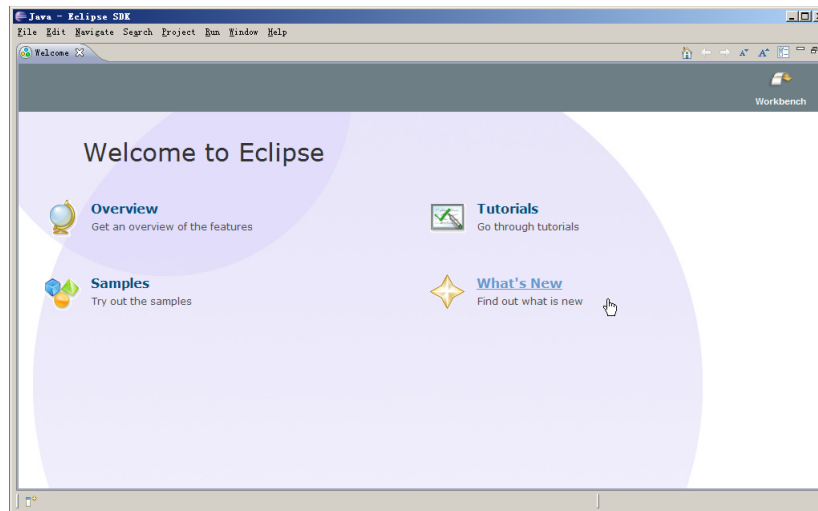 Java - Eclipse SDK
File Edit Navigate Search Project Run Window Help
Welcome
Workbench
Welcome to Eclipse
Overview
Get an overview of the features
Tutorials
Go through tutorials
Samples
Try out the samples
What's New
Find out what is new